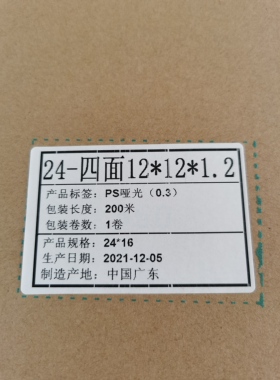 24-四面12*12*1.2
产品标签：PS哑光（0.3）
包装长度：200米
包装卷数：1卷
产品规格：24*16
生产日期：2021-12-05
制造产地：中国广东